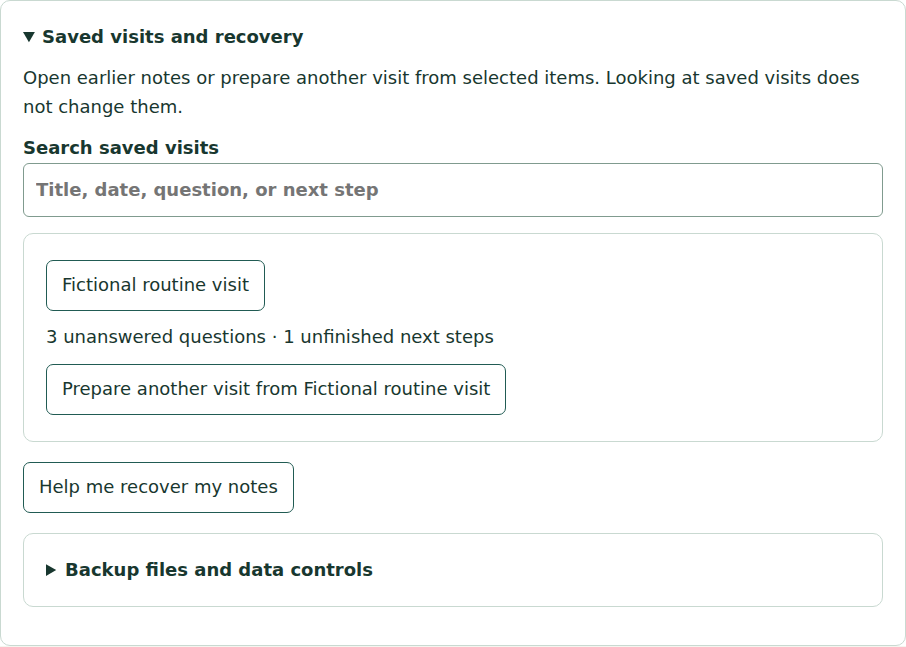 Saved visits and recovery
Open earlier notes or prepare another visit from selected items. Looking at saved visits does
not change them.
Search saved visits
Title, date, question, or next step
Fictional routine visit
3 unanswered questions · 1 unfinished next steps
Prepare another visit from Fictional routine visit
Help me recover my notes
Backup files and data controls